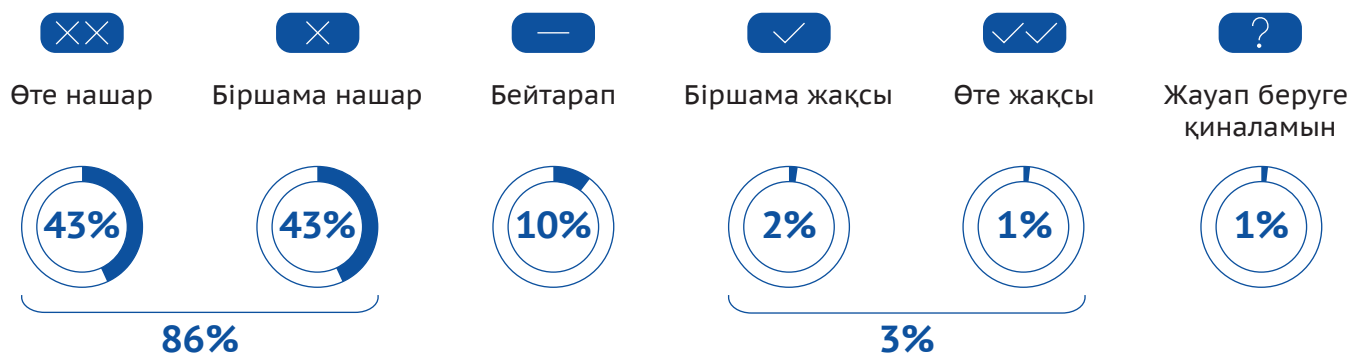 Өте нашар
Біршама нашар
Бейтарап
Біршама жақсы
Өте жақсы
Жауап беруге
қиналамын
43%
43%
10%
2%
1%
1%
86%
3%